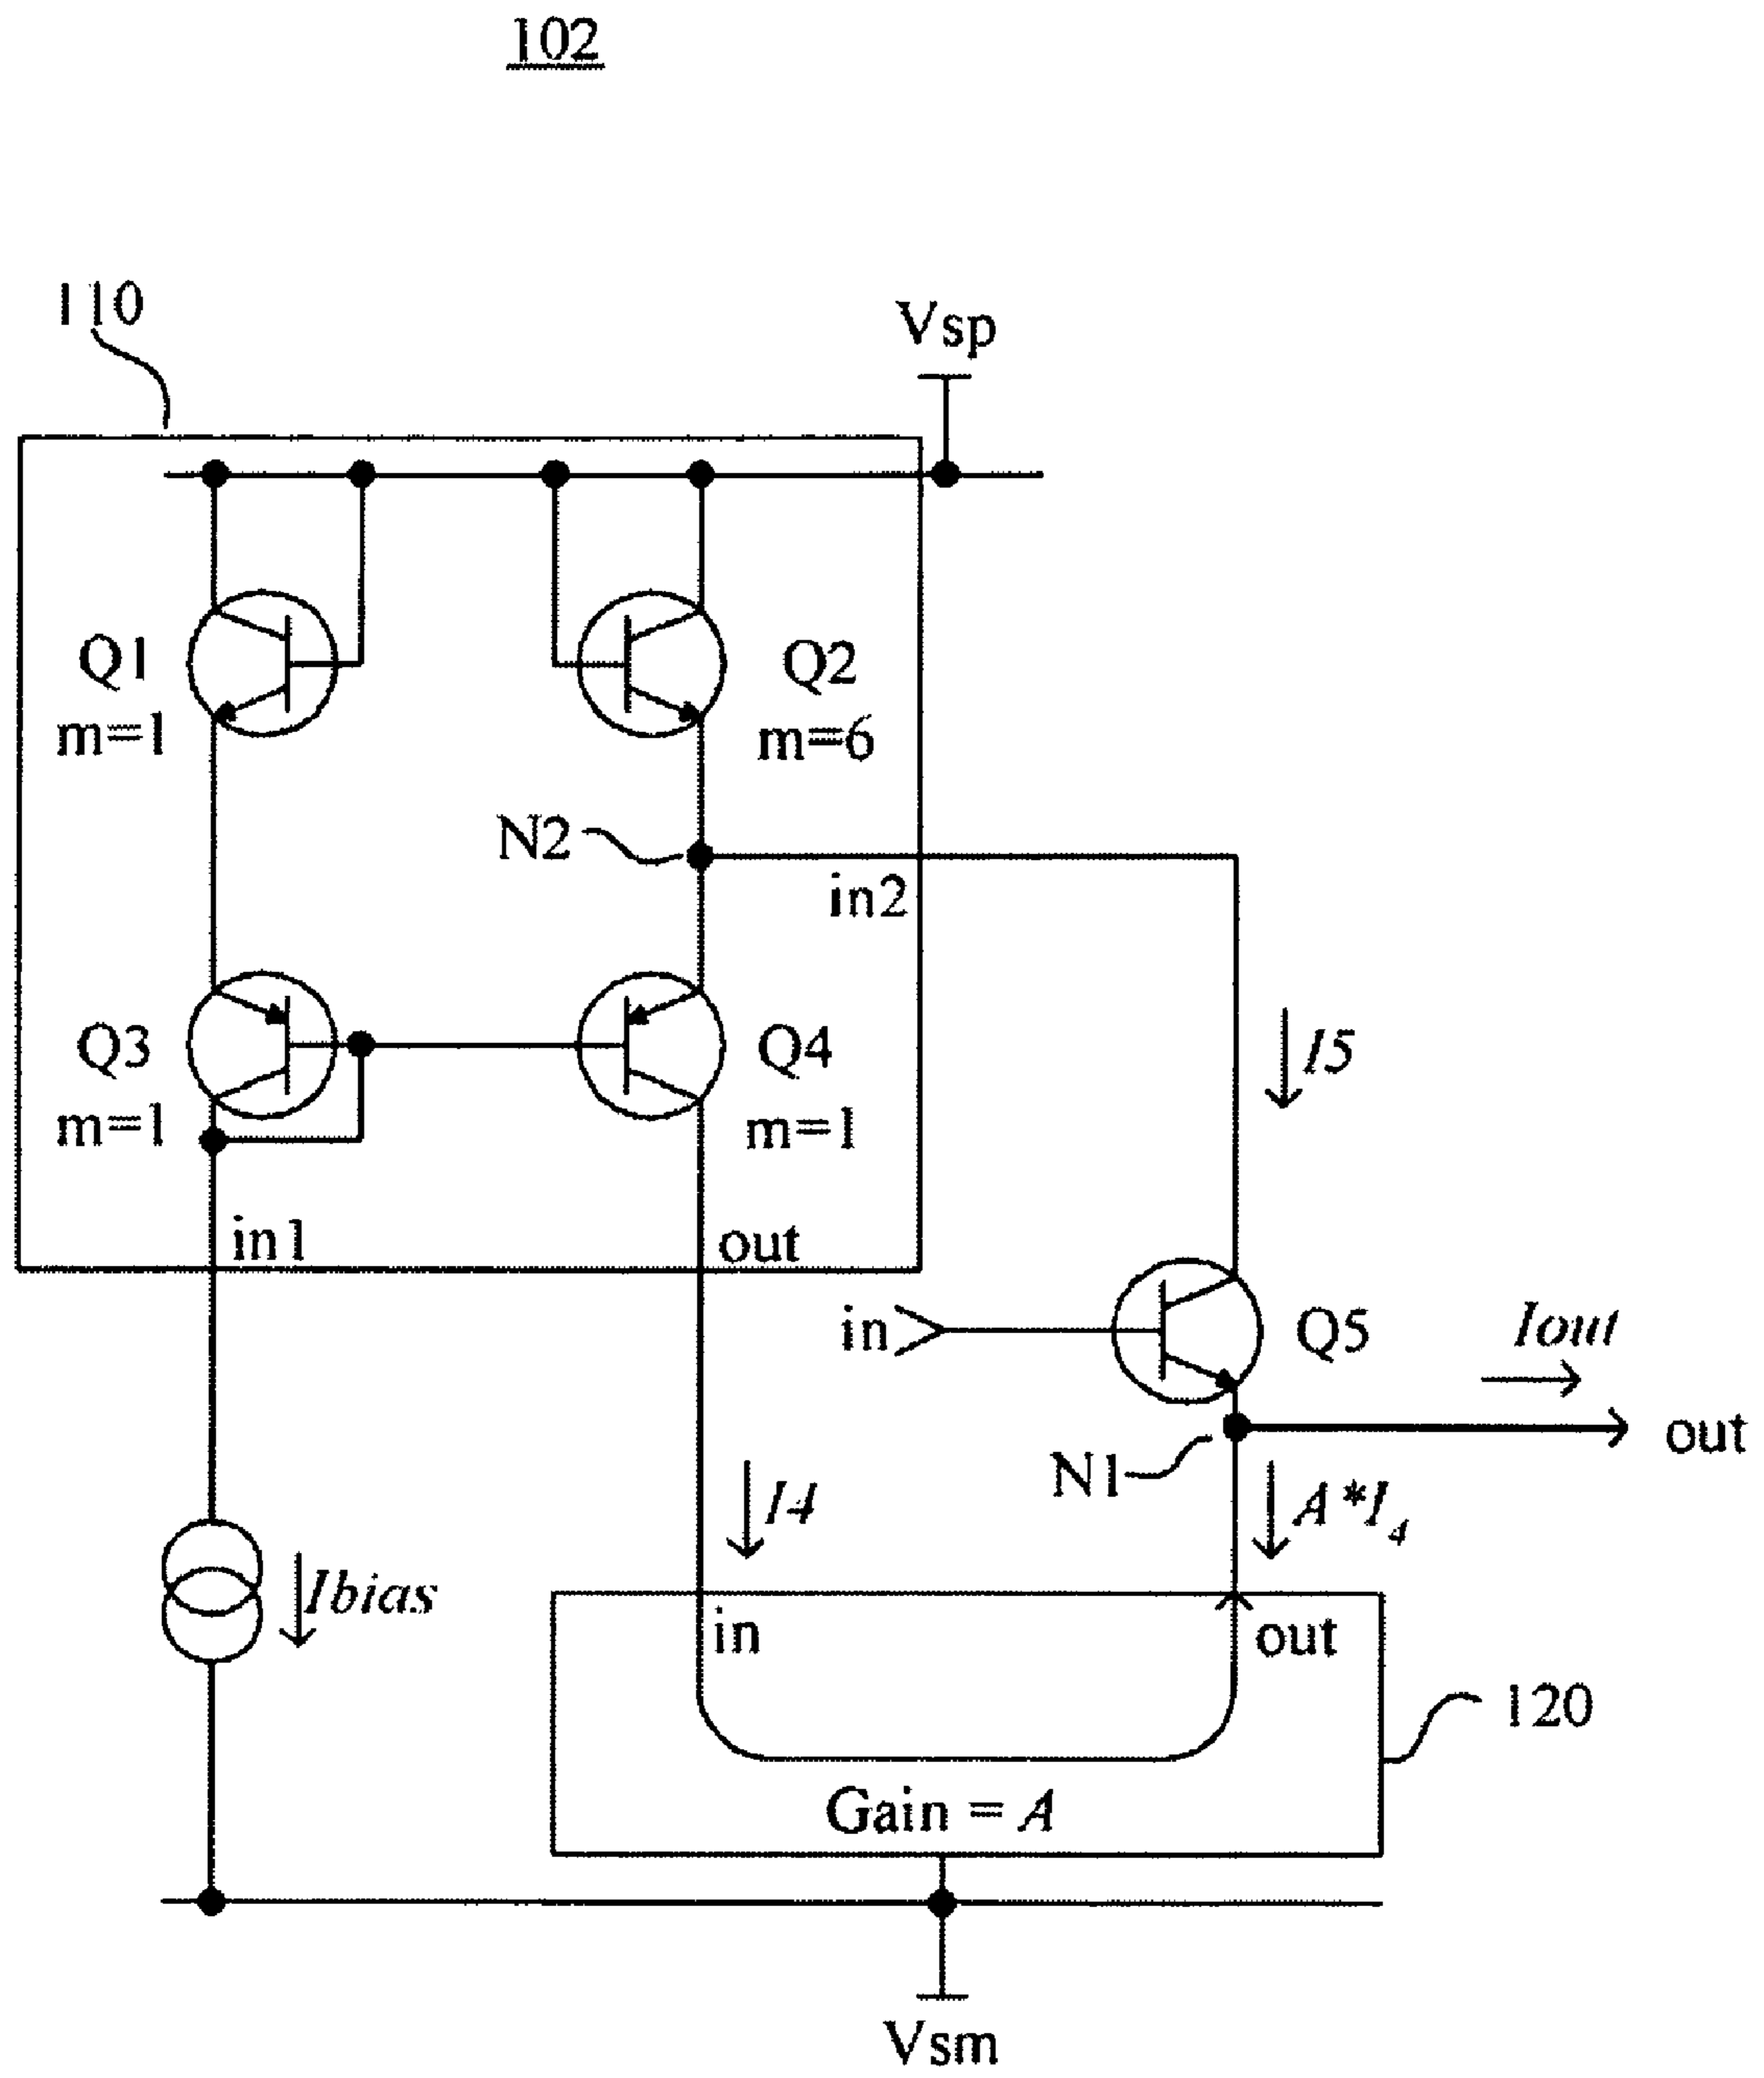 102
110
Vsp
Q1
m=1
Q2
m=6
N2
in2
Q3
m=1
Q4
m=1
I5
in1
out
in
Q5
Iout
out
N1
I4
A*I4
Ibias
in
out
120
Gain = A
Vsm